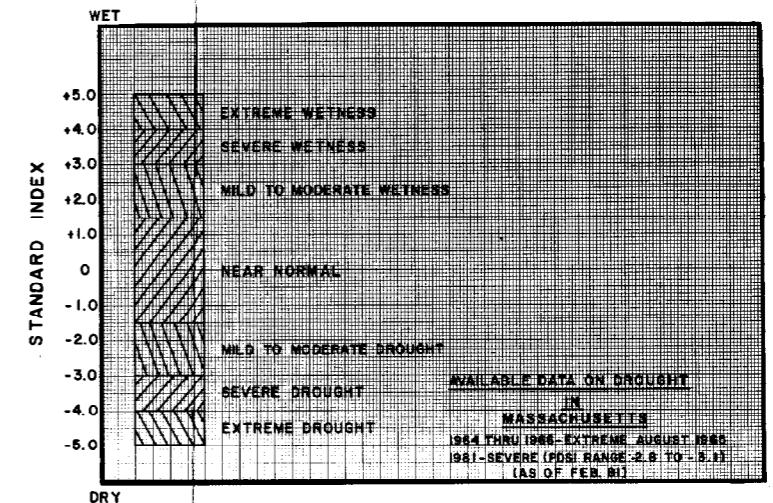 WET
+5.0
EXTREME WETNESS
+4.0
SEVERE WETNESS
+3.0
MILD TO MODERATE WETNESS
+2.0
+1.0
STANDARD INDEX
0
NEAR NORMAL
-1.0
-2.0
MILD TO MODERATE DROUGHT
-3.0
SEVERE DROUGHT
-4.0
EXTREME DROUGHT
-5.0
AVAILABLE DATA ON DROUGHT
IN
MASSACHUSETTS
1964 THRU 1966-EXTREME AUGUST 1965
1981-SEVERE (PDSI RANGE -2.8 TO -3.1)
(AS OF FEB. 81)
DRY